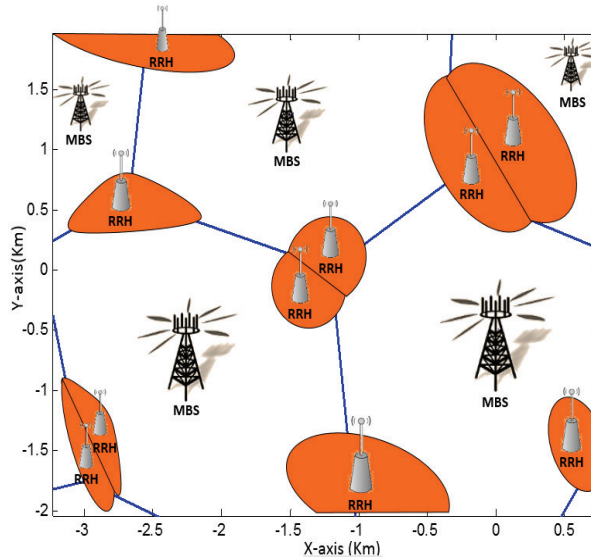 RRH
1.5
MBS
MBS
MBS
RRH
RRH
1
RRH
0.5
RRH
0
RRH
Y-axis(Km)
-0.5
MBS
MBS
-1
RRH
RRH
-1.5
RRH
RRH
-2
-3
-2.5
-2
-1.5
-1
-0.5
0
0.5
X-axis (Km)